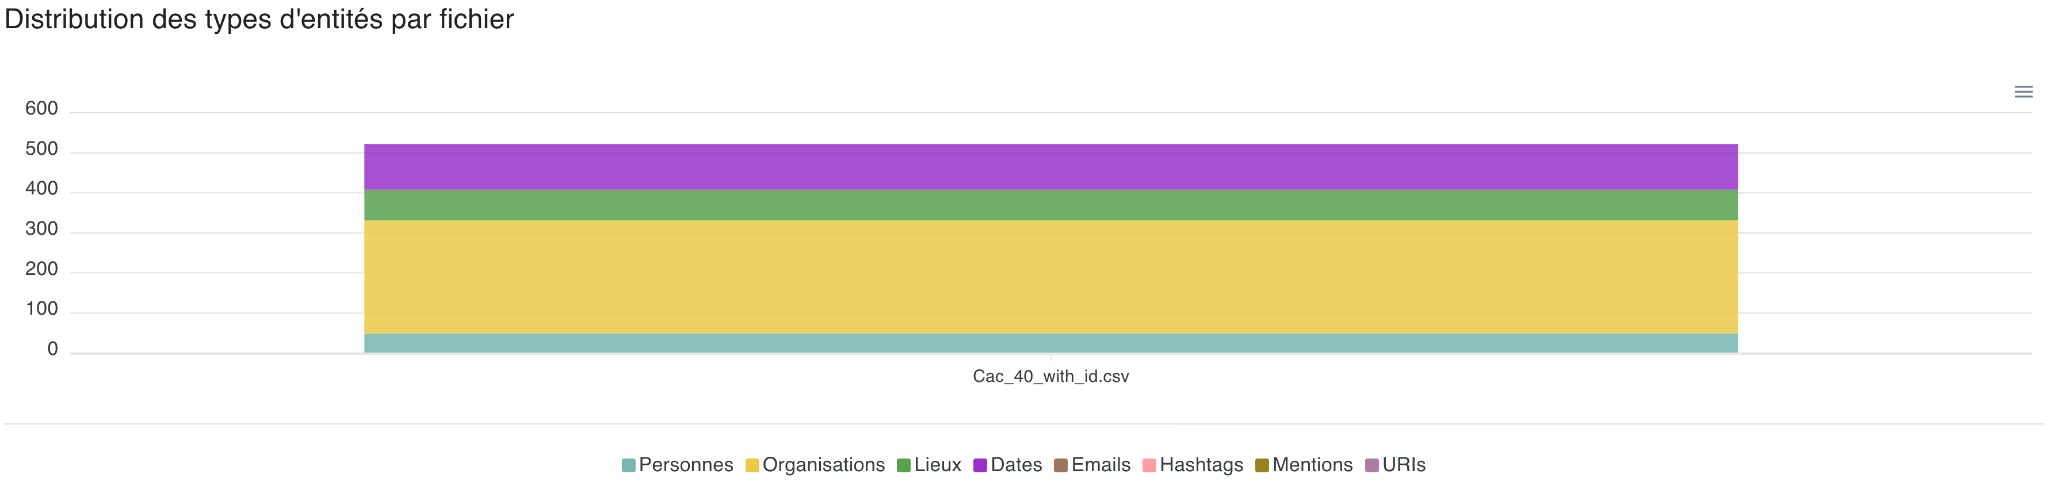 Distribution des types d'entités par fichier
600
500
400
300
200
100
0
Cac_40_with_id.csv
Personnes Organisations Lieux Dates Emails Hashtags Mentions URIs